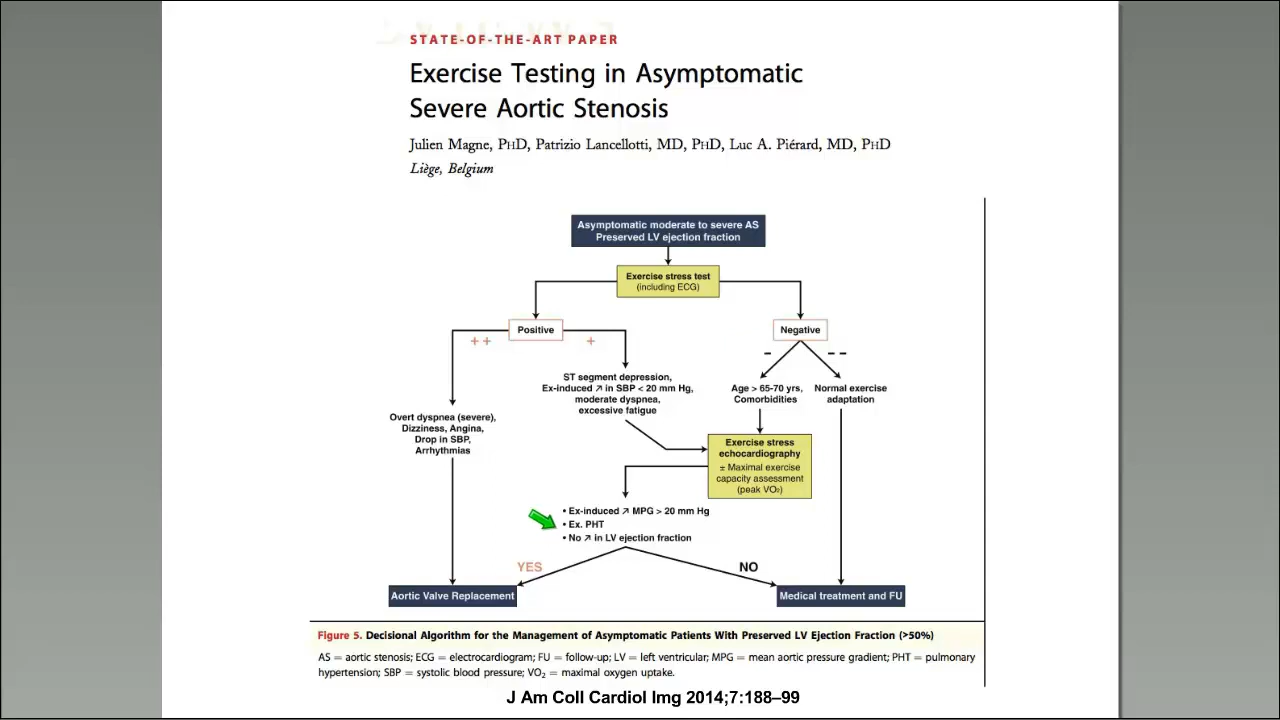 STATE-OF-THE-ART PAPER
Exercise Testing in Asymptomatic
Severe Aortic Stenosis
Julien Magne, PhD, Patrizio Lancellotti, MD, PhD, Luc A. Piérard, MD, PhD
Liège, Belgium
Asymptomatic moderate to severe AS
Preserved LV ejection fraction
Exercise stress test
(including ECG)
Positive
Negative
++
+
–
– –
ST segment depression,
Ex-induced ↗ in SBP < 20 mm Hg,
moderate dyspnea,
excessive fatigue
Age > 65-70 yrs,
Comorbidities
Normal exercise
adaptation
Overt dyspnea (severe),
Dizziness, Angina,
Drop in SBP,
Arrhythmias
Exercise stress
echocardiography
± Maximal exercise
capacity assessment
(peak VO₂)
• Ex-induced ↗ MPG > 20 mm Hg
• Ex. PHT
• No ↗ in LV ejection fraction
YES
NO
Aortic Valve Replacement
Medical treatment and FU
Figure 5. Decisional Algorithm for the Management of Asymptomatic Patients With Preserved LV Ejection Fraction (>50%)
AS = aortic stenosis; ECG = electrocardiogram; FU = follow-up; LV = left ventricular; MPG = mean aortic pressure gradient; PHT = pulmonary
hypertension; SBP = systolic blood pressure; VO₂ = maximal oxygen uptake.
J Am Coll Cardiol Img 2014;7:188–99